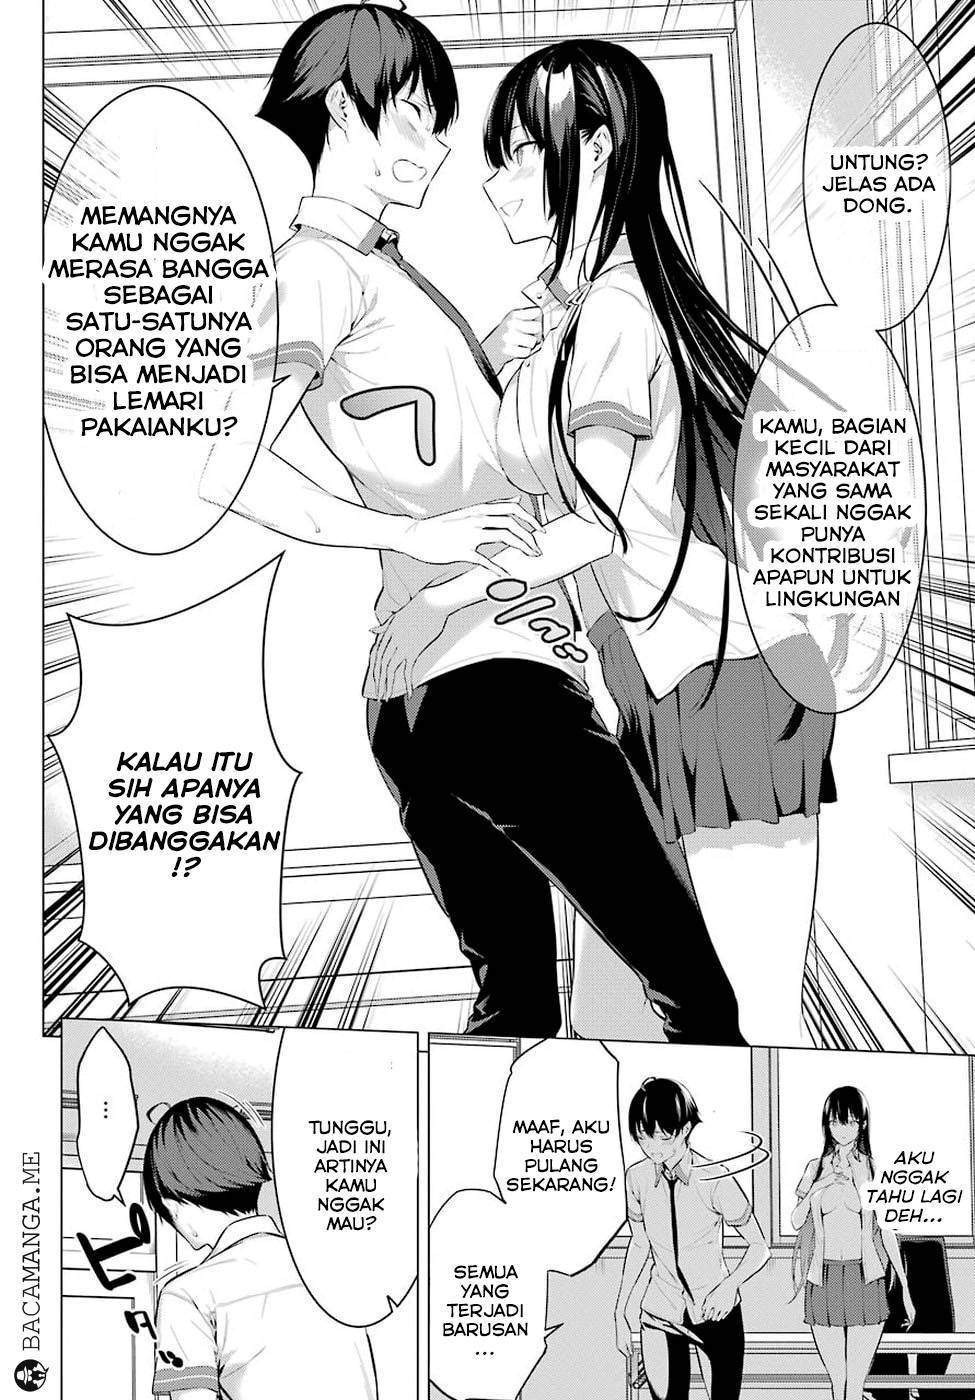 UNTUNG?
JELAS ADA
DONG.
KAMU, BAGIAN
KECIL DARI
MASYARAKAT
YANG SAMA
SEKALI NGGAK
PUNYA
KONTRIBUSI
APAPUN UNTUK
LINGKUNGAN
MEMANGNYA
KAMU NGGAK
MERASA BANGGA
SEBAGAI
SATU-SATUNYA
ORANG YANG
BISA MENJADI
LEMARI
PAKAIANKU?
へ
KALAU ITU
SIH APANYA
YANG BISA
DIBANGGAKAN
!?
AKU
NGGAK
TAHU LAGI
DEH...
MAAF, AKU
HARUS
PULANG
SEKARANG!
SEMUA
YANG
TERJADI
BARUSAN
...
TUNGGU,
JADI INI
ARTINYA
KAMU
NGGAK
MAU?
...
ピタ
BACAMANGA.ME